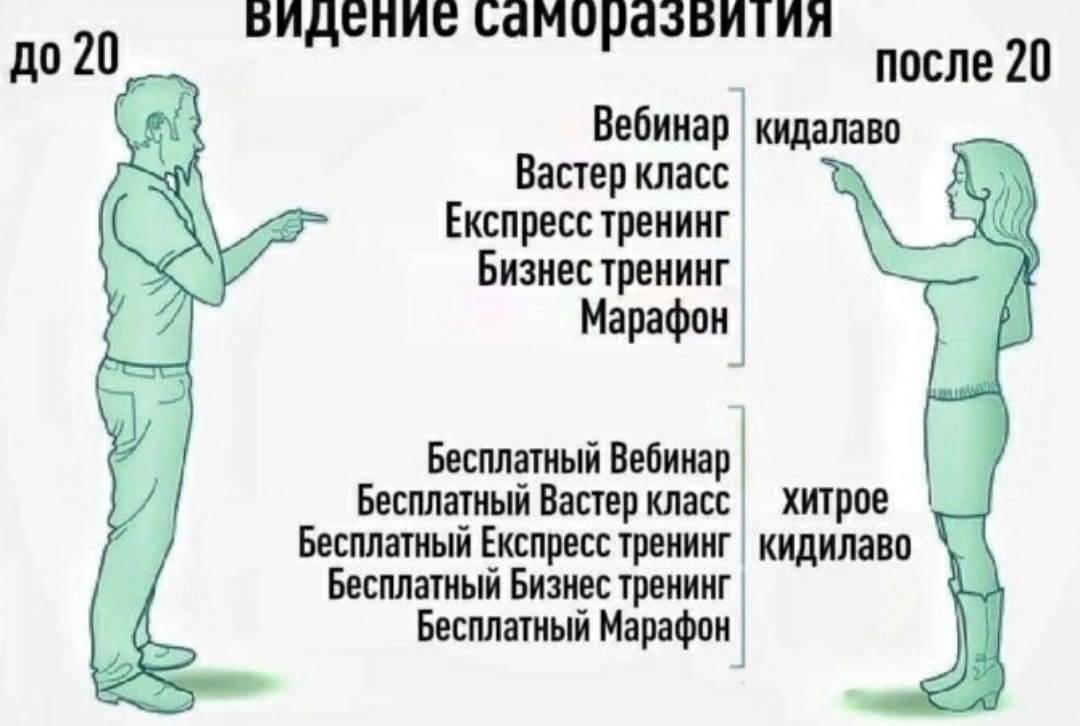 видение саморазвития
до 20
после 20
Вебинар
Вастер класс
Експресс тренинг
Бизнес тренинг
Марафон
кидалаво
Бесплатный Вебинар
Бесплатный Вастер класс
Бесплатный Експресс тренинг
Бесплатный Бизнес тренинг
Бесплатный Марафон
хитрое
кидилаво